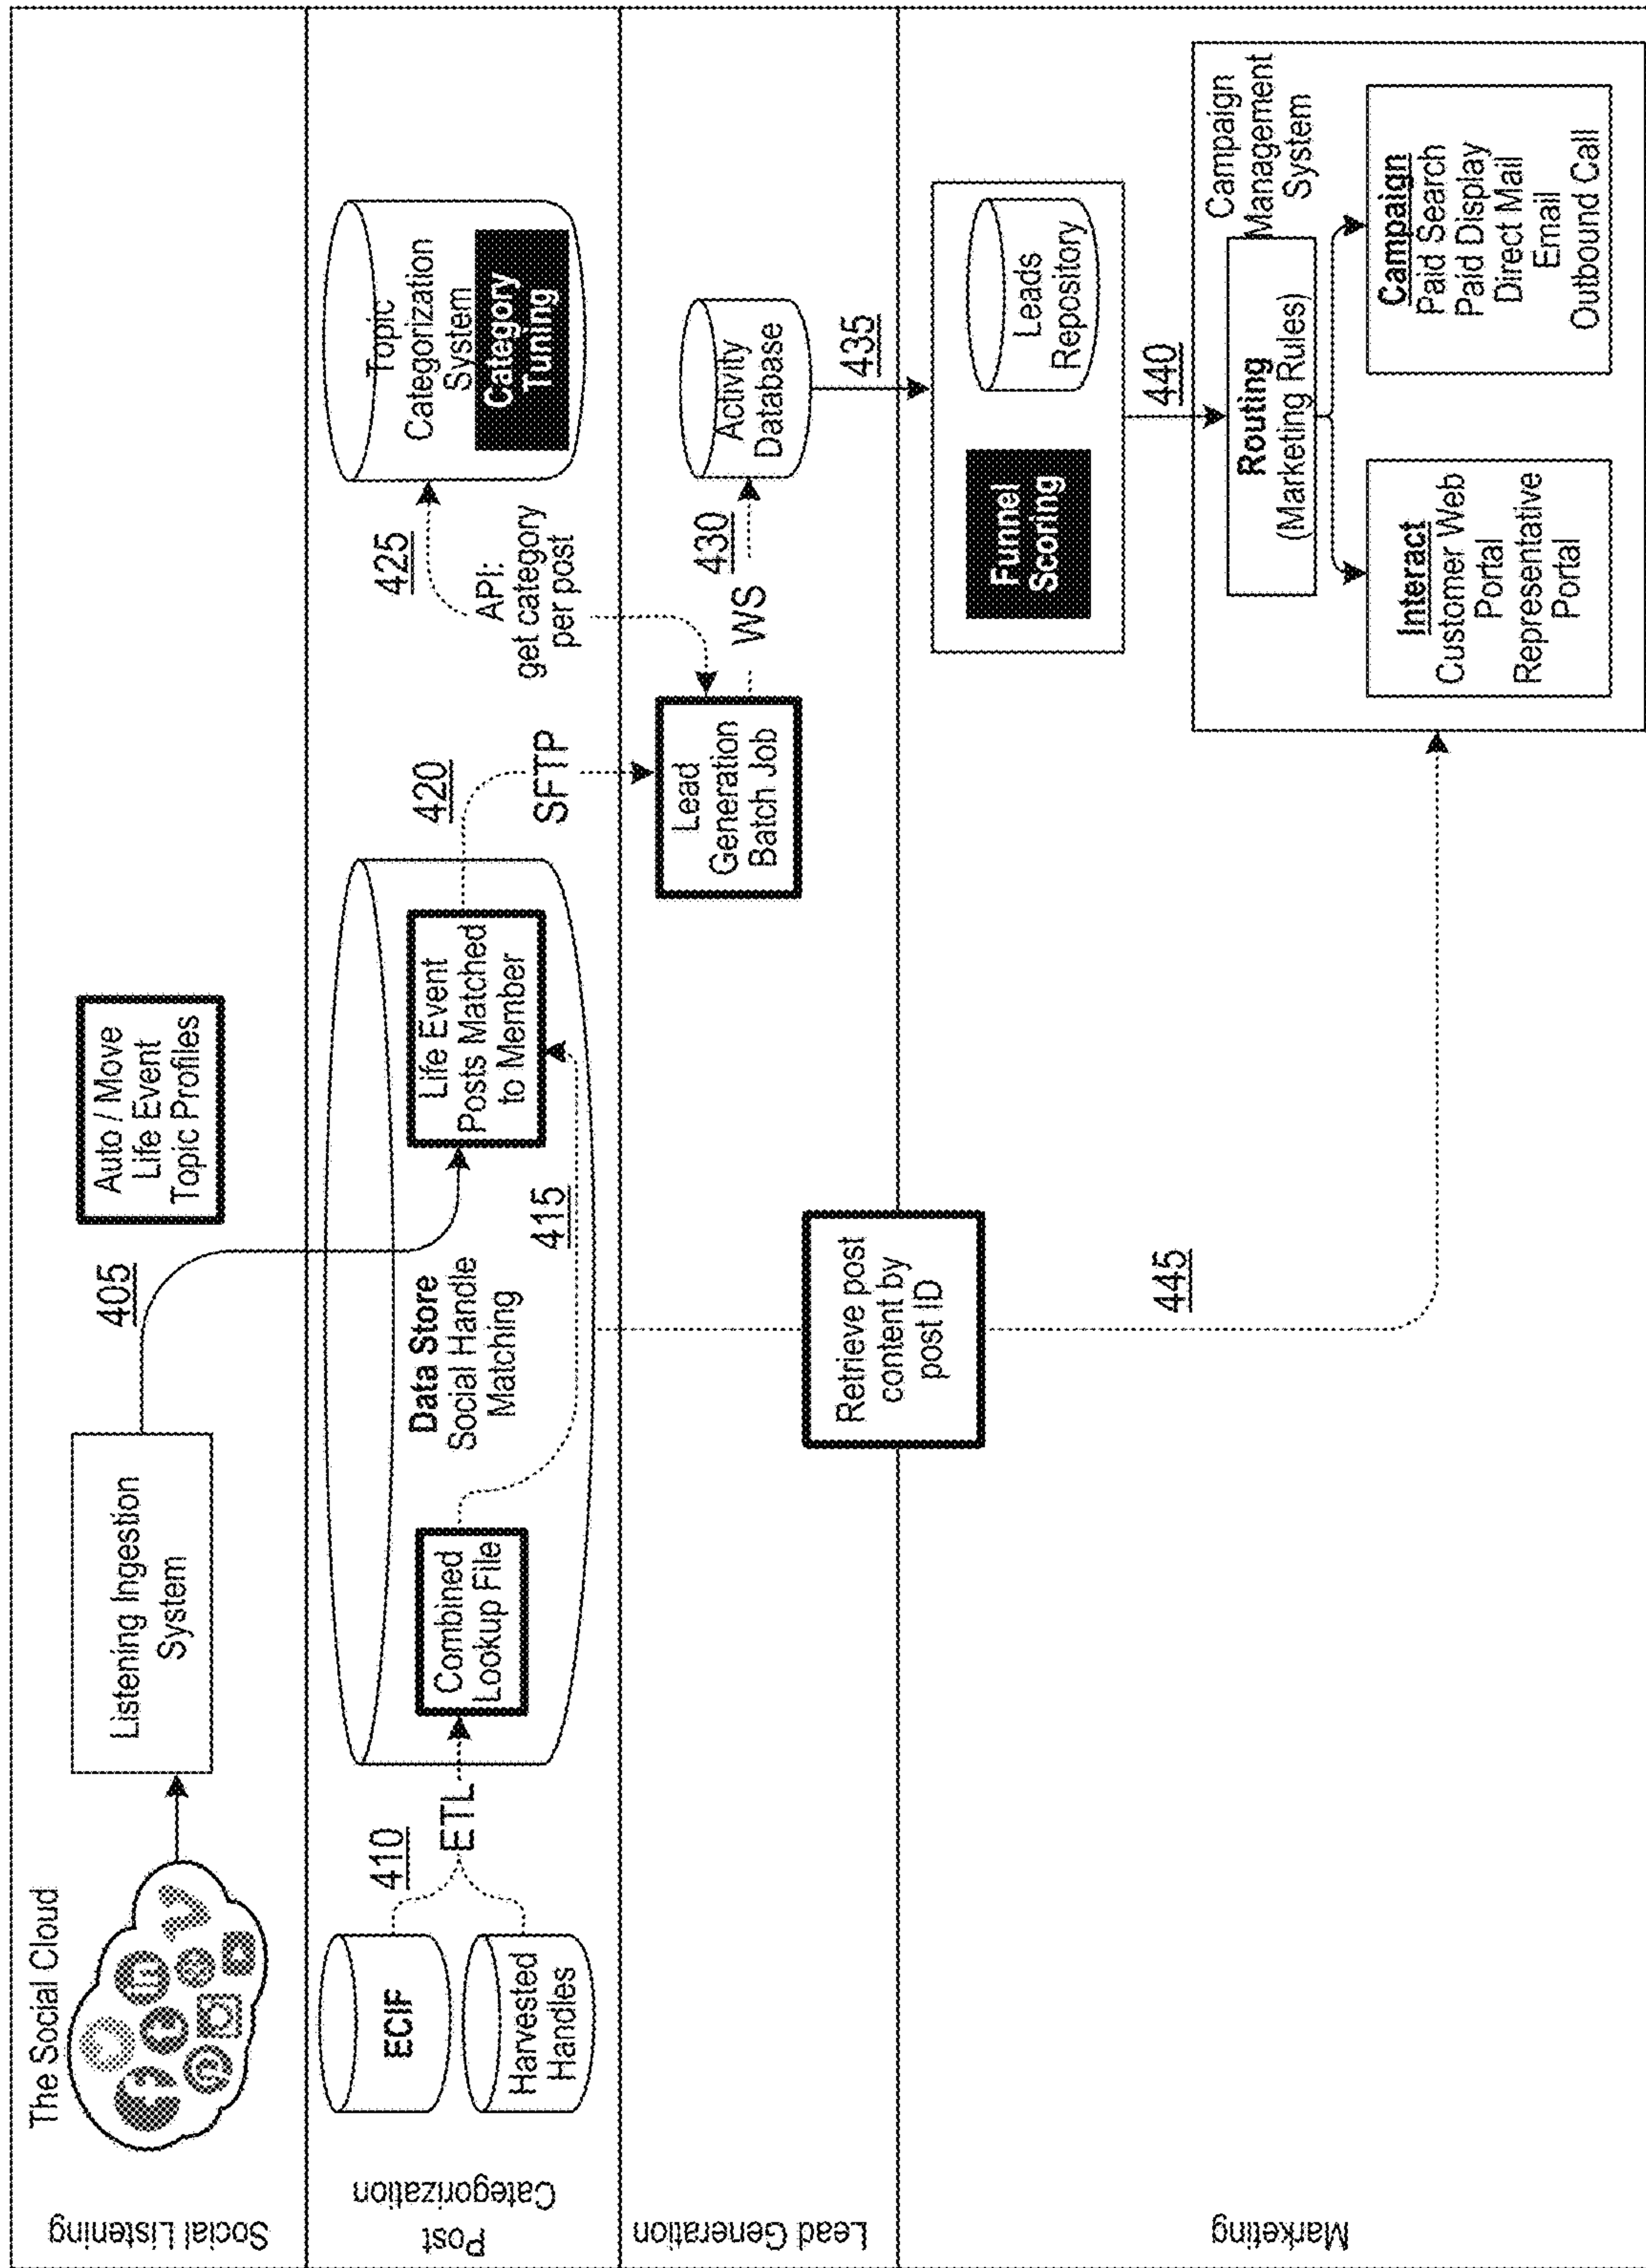 Social Listening
The Social Cloud
Listening Ingestion
System
405
Auto / Move
Life Event
Topic Profiles
Post
Categorization
ECIF
Harvested
Handles
410
ETL
Combined
Lookup File
Data Store
Social Handle
Matching
415
Life Event
Posts Matched
to Member
420
SFTP
425
API:
get category
per post
Topic
Categorization
System
Category
Tuning
Lead Generation
Lead
Generation
Batch Job
WS
430
Activity
Database
435
Retrieve post
content by
post ID
445
Marketing
Funnel
Scoring
Leads
Repository
440
Campaign
Management
System
Routing
(Marketing Rules)
Interact
Customer Web
Portal
Representative
Portal
Campaign
Paid Search
Paid Display
Direct Mail
Email
Outbound Call